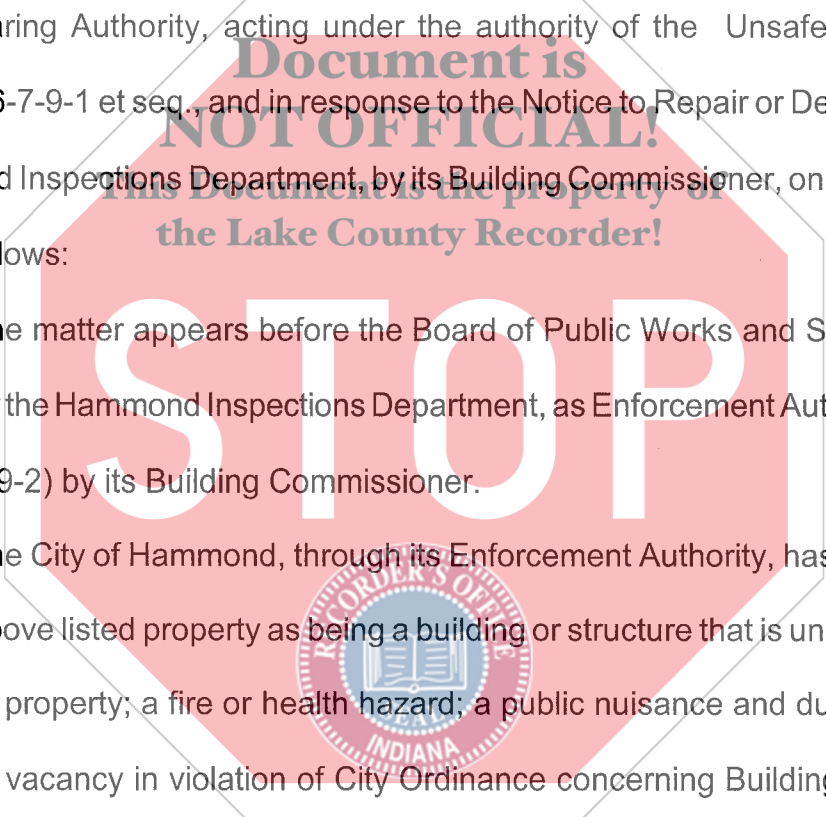 ring Authority, acting under the authority of the Unsafe
Document is
6-7-9-1 et seq., and in response to the Notice to Repair or De
NOT OFFICIAL!
d Inspections Department, by its Building Commissioner, on
This Document is the property of
the Lake County Recorder!
lows:
e matter appears before the Board of Public Works and S
STOP
the Hammond Inspections Department, as Enforcement Aut
9-2) by its Building Commissioner.
e City of Hammond, through its Enforcement Authority, has
RECORDER'S OFFICE
ove listed property as being a building or structure that is un
property; a fire or health hazard; a public nuisance and du
SEAL
INDIANA
vacancy in violation of City Ordinance concerning Building